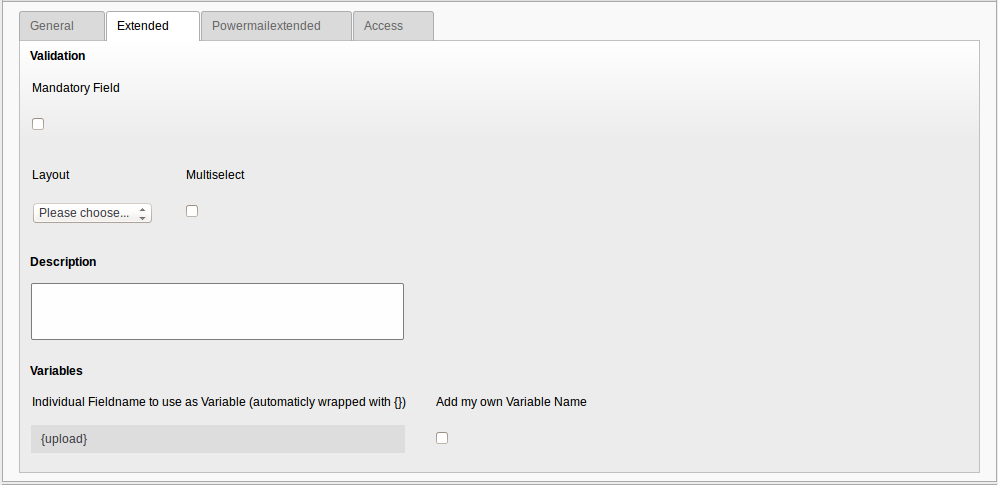 General Extended Powermailextended Access
Validation
Mandatory Field
Layout Multiselect
Please choose...
Description
Variables
Individual Fieldname to use as Variable (automaticly wrapped with {}) Add my own Variable Name
{upload}